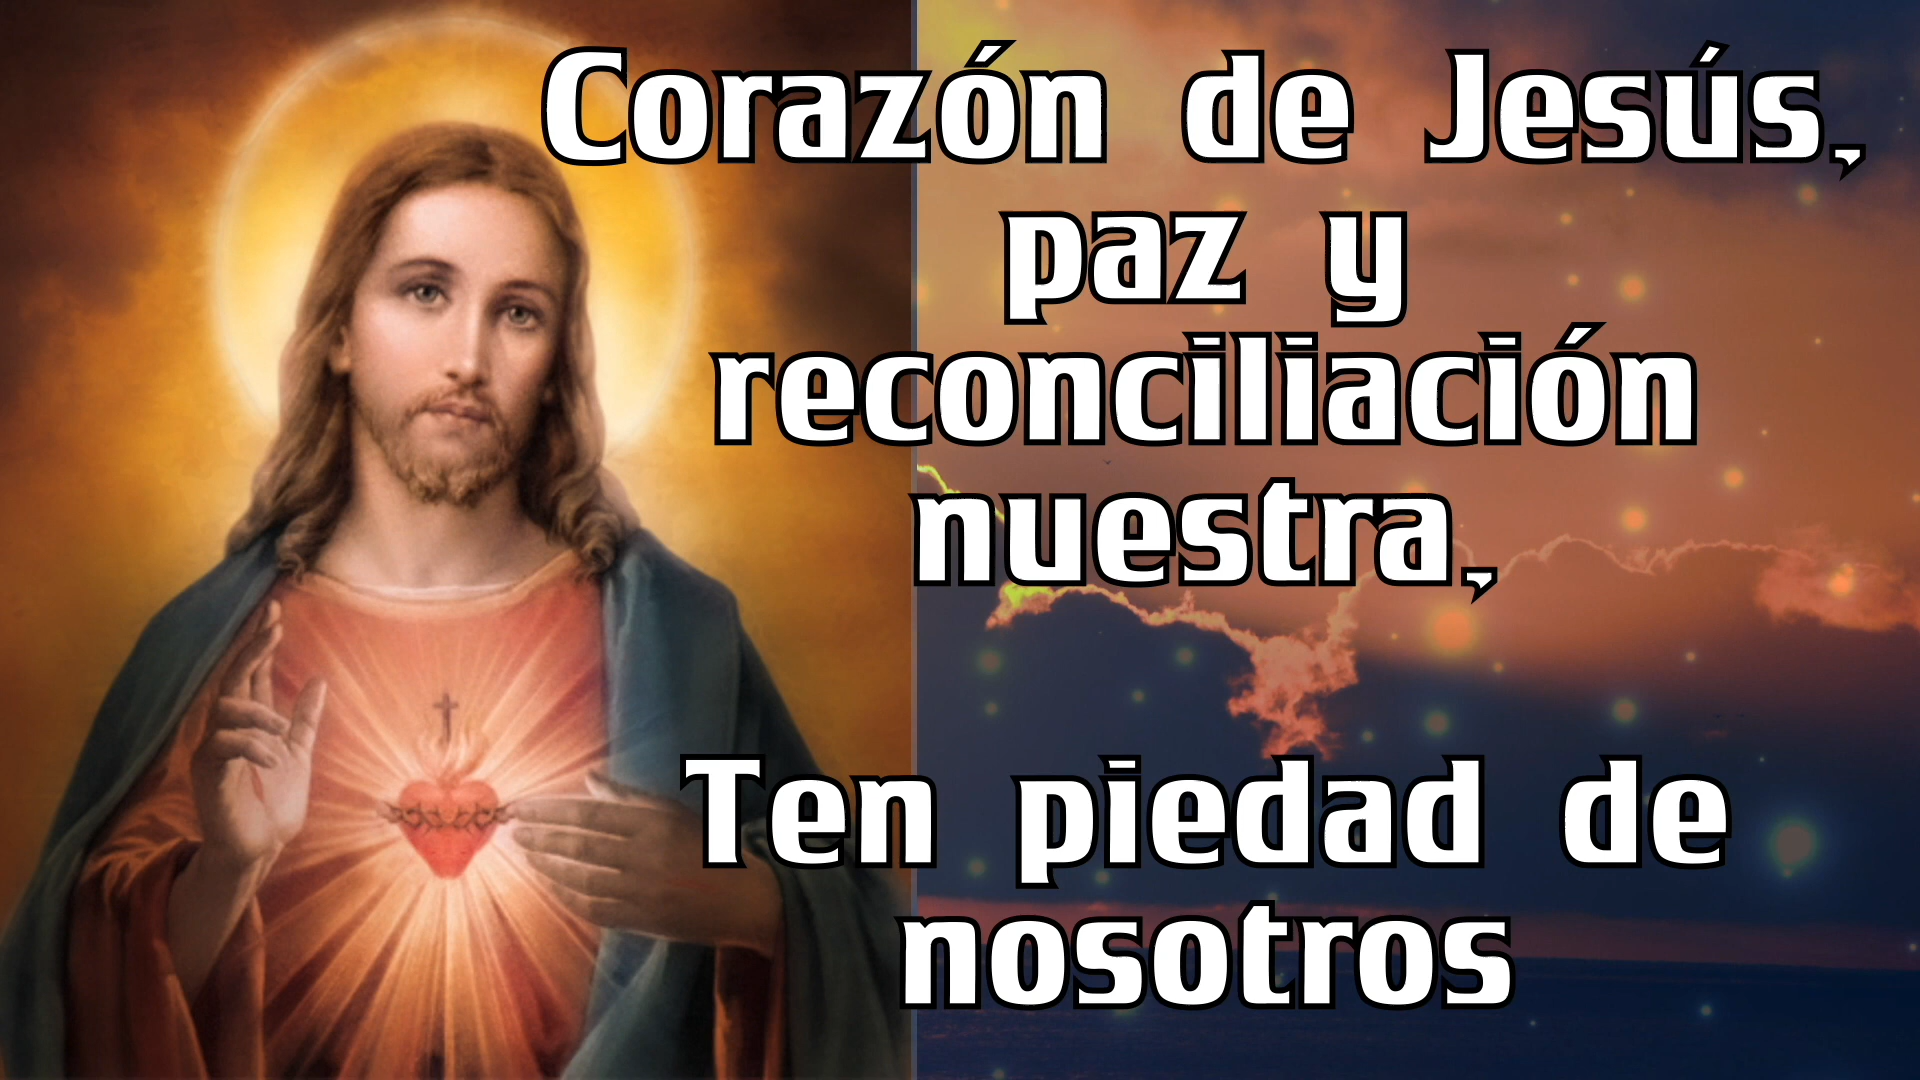 Corazón de Jesús,
paz y
reconciliación
nuestra,
Ten piedad de
nosotros